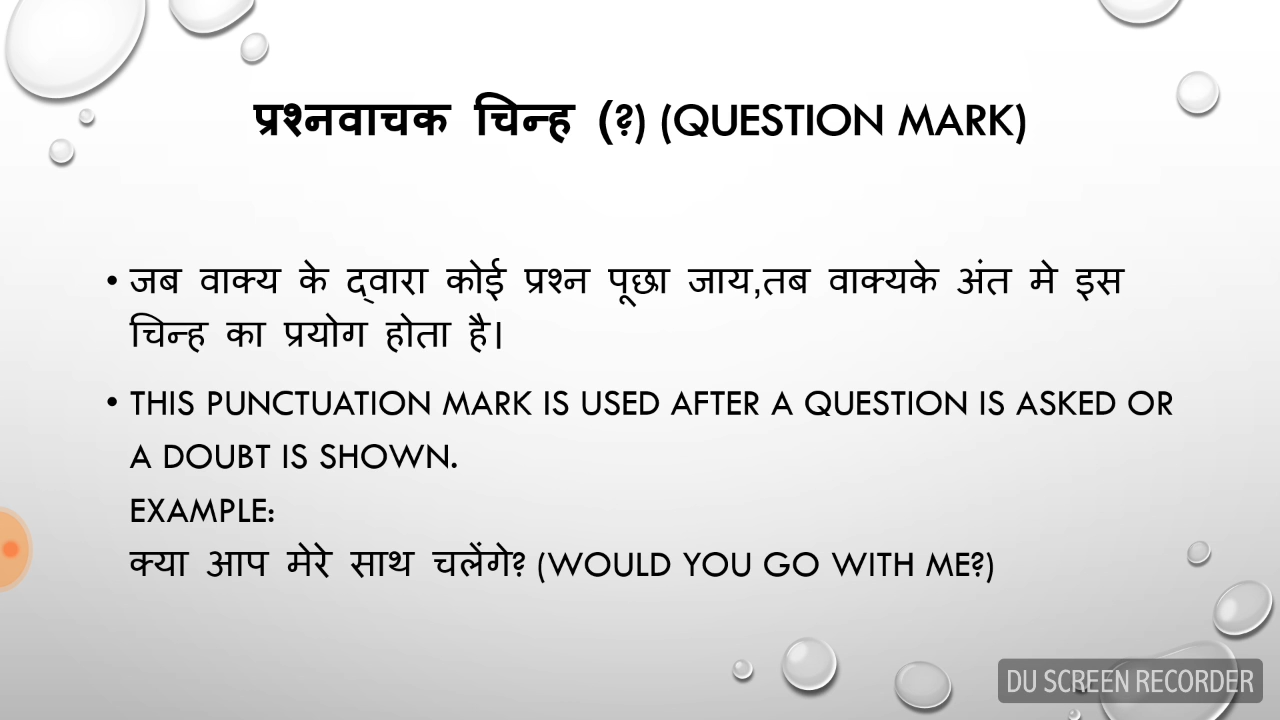 प्रश्नवाचक चिन्ह (?) (QUESTION MARK)
• जब वाक्य के द्वारा कोई प्रश्न पूछा जाय,तब वाक्यके अंत मे इस
चिन्ह का प्रयोग होता है।
• THIS PUNCTUATION MARK IS USED AFTER A QUESTION IS ASKED OR
A DOUBT IS SHOWN.
EXAMPLE:
क्या आप मेरे साथ चलेंगे? (WOULD YOU GO WITH ME?)
DU SCREEN RECORDER